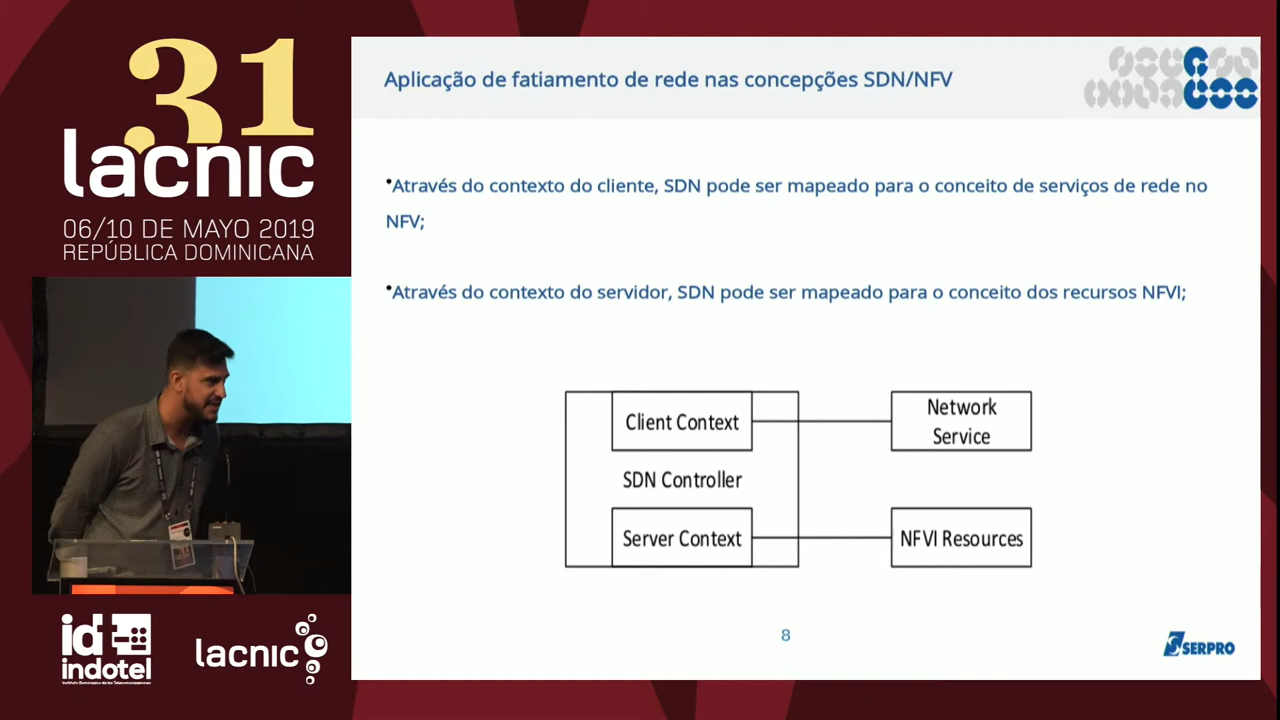 31
lacnic
06/10 DE MAYO 2019
REPÚBLICA DOMINICANA
Aplicação de fatiamento de rede nas concepções SDN/NFV
•Através do contexto do cliente, SDN pode ser mapeado para o conceito de serviços de rede no
NFV;
•Através do contexto do servidor, SDN pode ser mapeado para o conceito dos recursos NFVI;
Client Context
Network
Service
SDN Controller
Server Context
NFVI Resources
8
SERPRO
id
indotel
lacnic